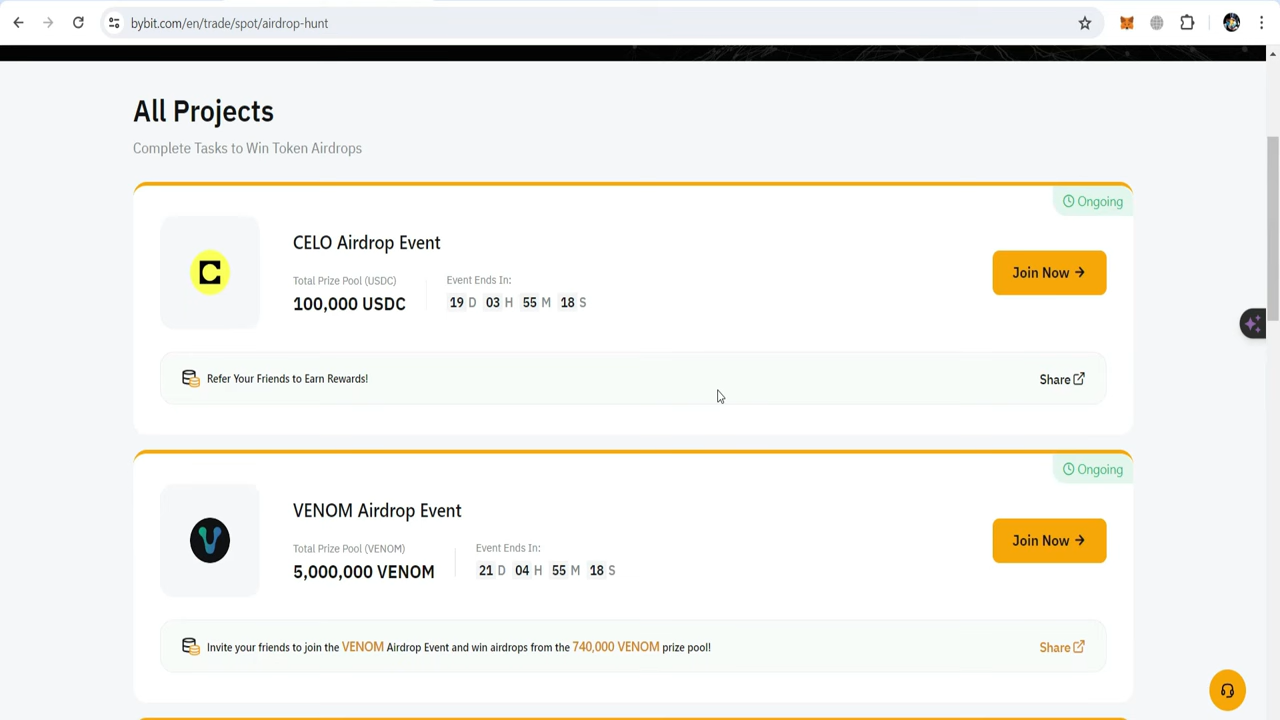 bybit.com/en/trade/spot/airdrop-hunt
All Projects
Complete Tasks to Win Token Airdrops
Ongoing
CELO Airdrop Event
Total Prize Pool (USDC)
Event Ends In:
100,000 USDC
19 D 03 H 55 M 18 S
Join Now →
Refer Your Friends to Earn Rewards!
Share
Ongoing
VENOM Airdrop Event
Total Prize Pool (VENOM)
Event Ends In:
5,000,000 VENOM
21 D 04 H 55 M 18 S
Join Now →
Invite your friends to join the VENOM Airdrop Event and win airdrops from the 740,000 VENOM prize pool!
Share